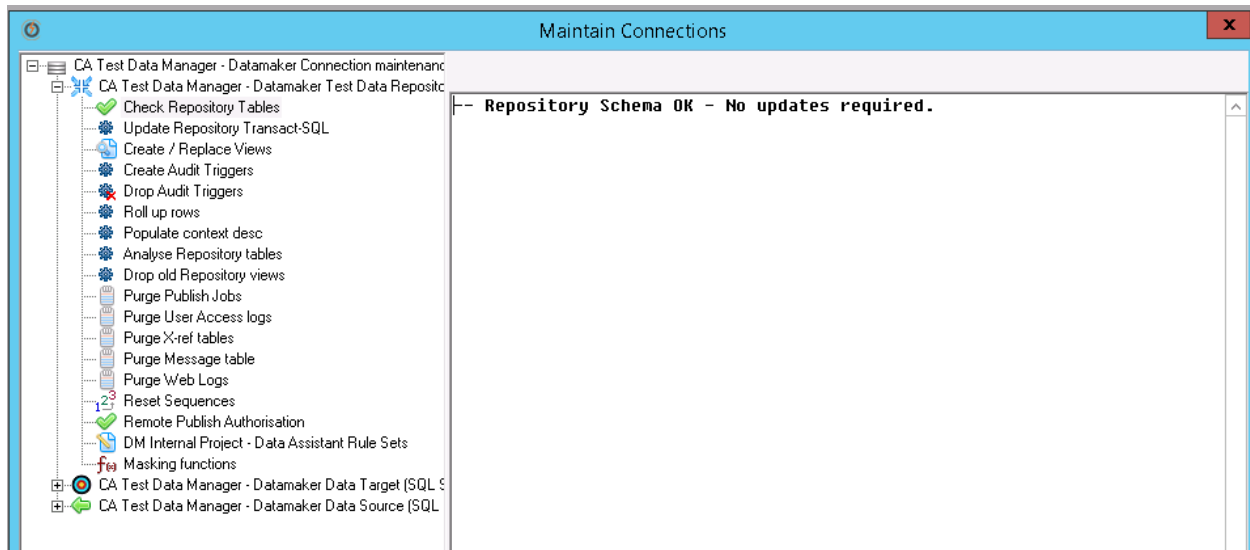 Maintain Connections
x
CA Test Data Manager - Datamaker Connection maintenanc
CA Test Data Manager - Datamaker Test Data Reposito
Check Repository Tables
Update Repository Transact-SQL
Create / Replace Views
Create Audit Triggers
Drop Audit Triggers
Roll up rows
Populate context desc
Analyse Repository tables
Drop old Repository views
Purge Publish Jobs
Purge User Access logs
Purge X-ref tables
Purge Message table
Purge Web Logs
123 Reset Sequences
Remote Publish Authorisation
DM Internal Project - Data Assistant Rule Sets
f(x) Masking functions
CA Test Data Manager - Datamaker Data Target (SQL S
CA Test Data Manager - Datamaker Data Source (SQL
-- Repository Schema OK - No updates required.